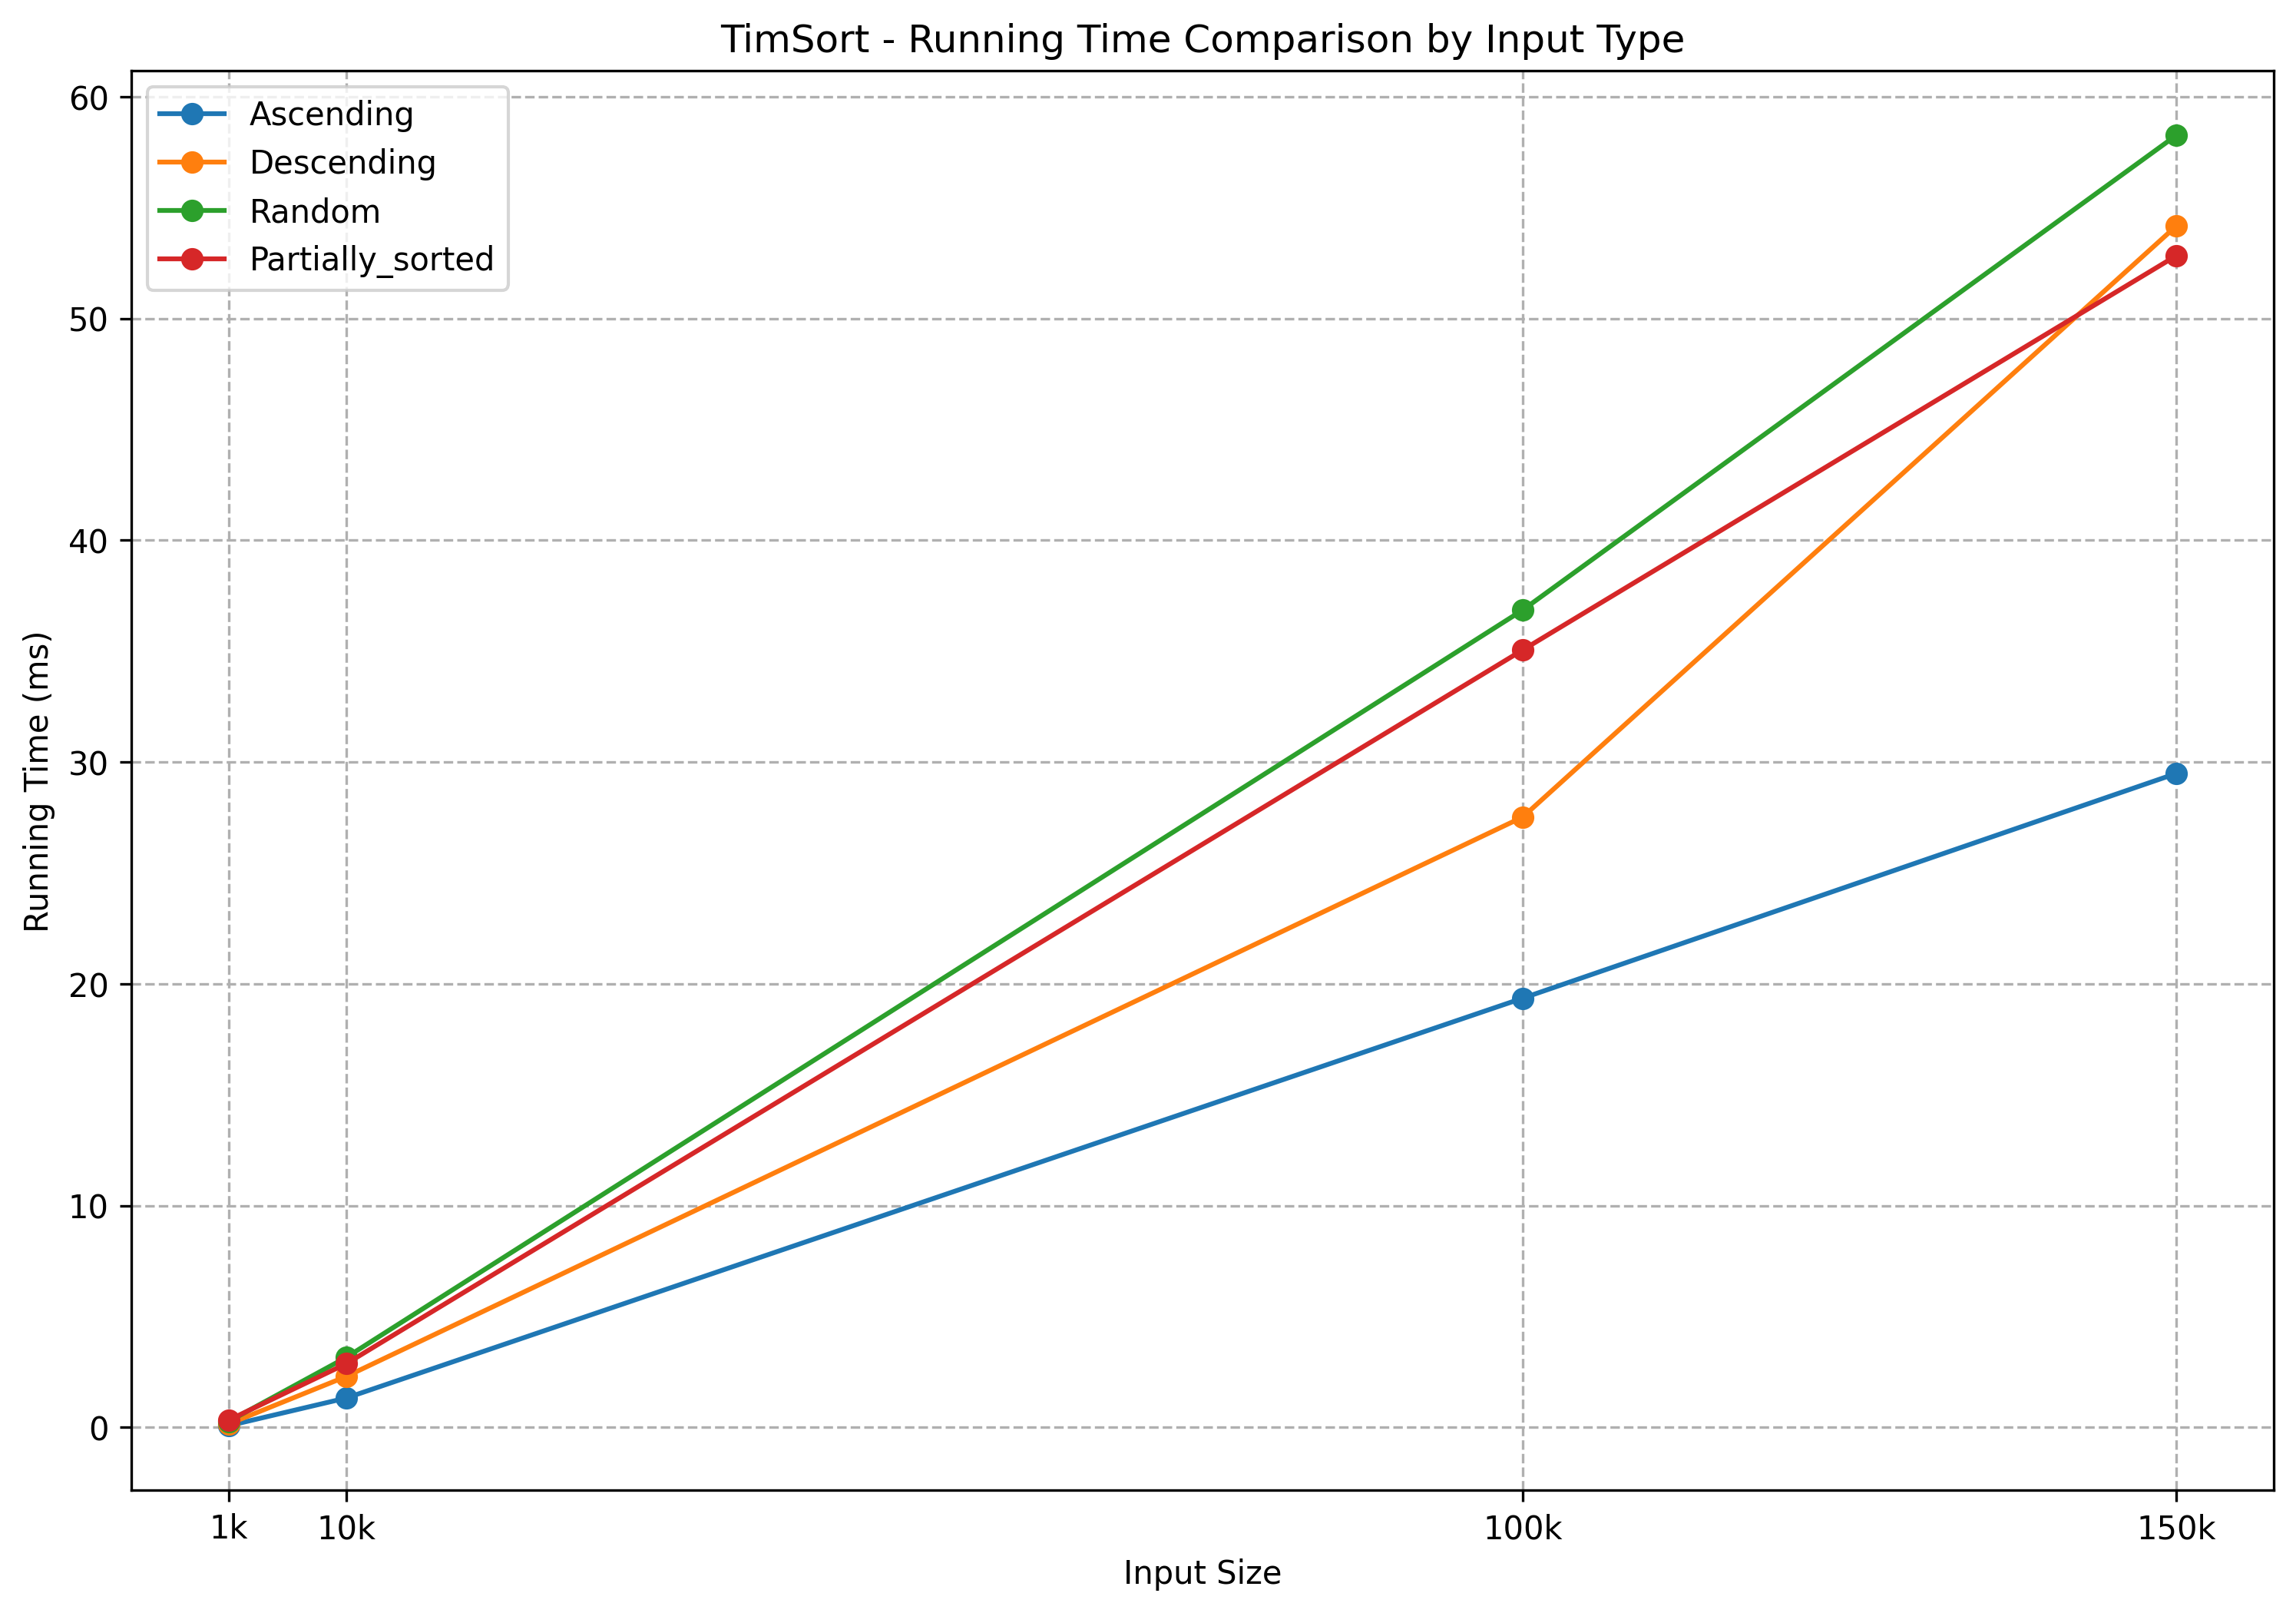 TimSort - Running Time Comparison by Input Type
60
50
40
30
20
10
0
Running Time (ms)
Ascending
Descending
Random
Partially_sorted
1k
10k
100k
150k
Input Size